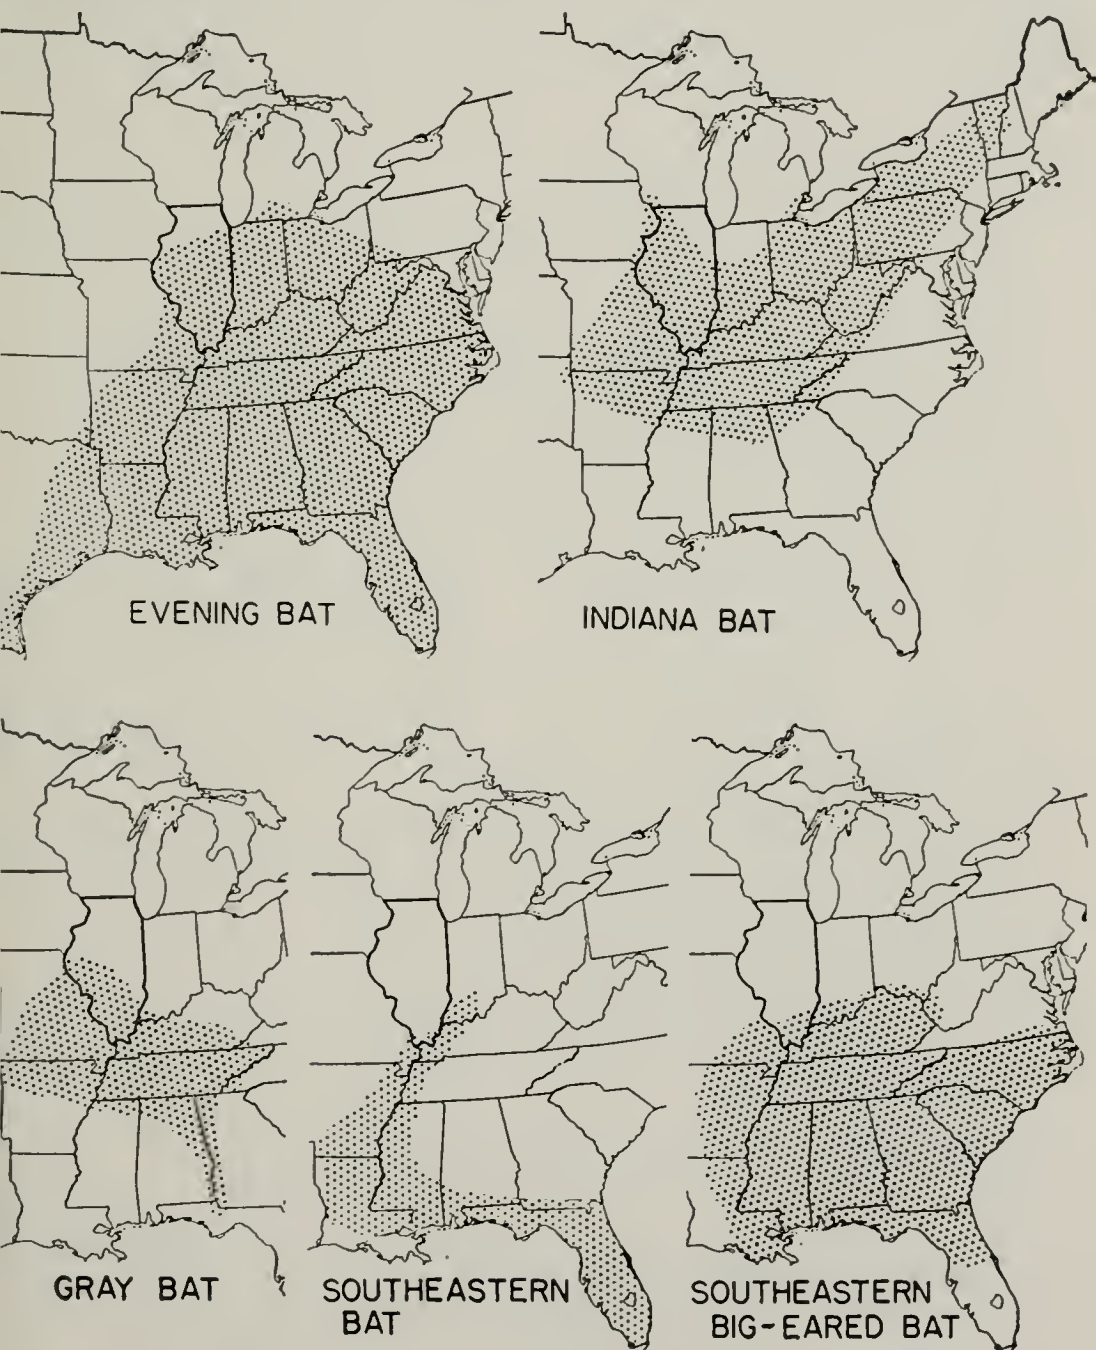 EVENING BAT
INDIANA BAT
GRAY BAT
SOUTHEASTERN
BAT
SOUTHEASTERN
BIG-EARED BAT